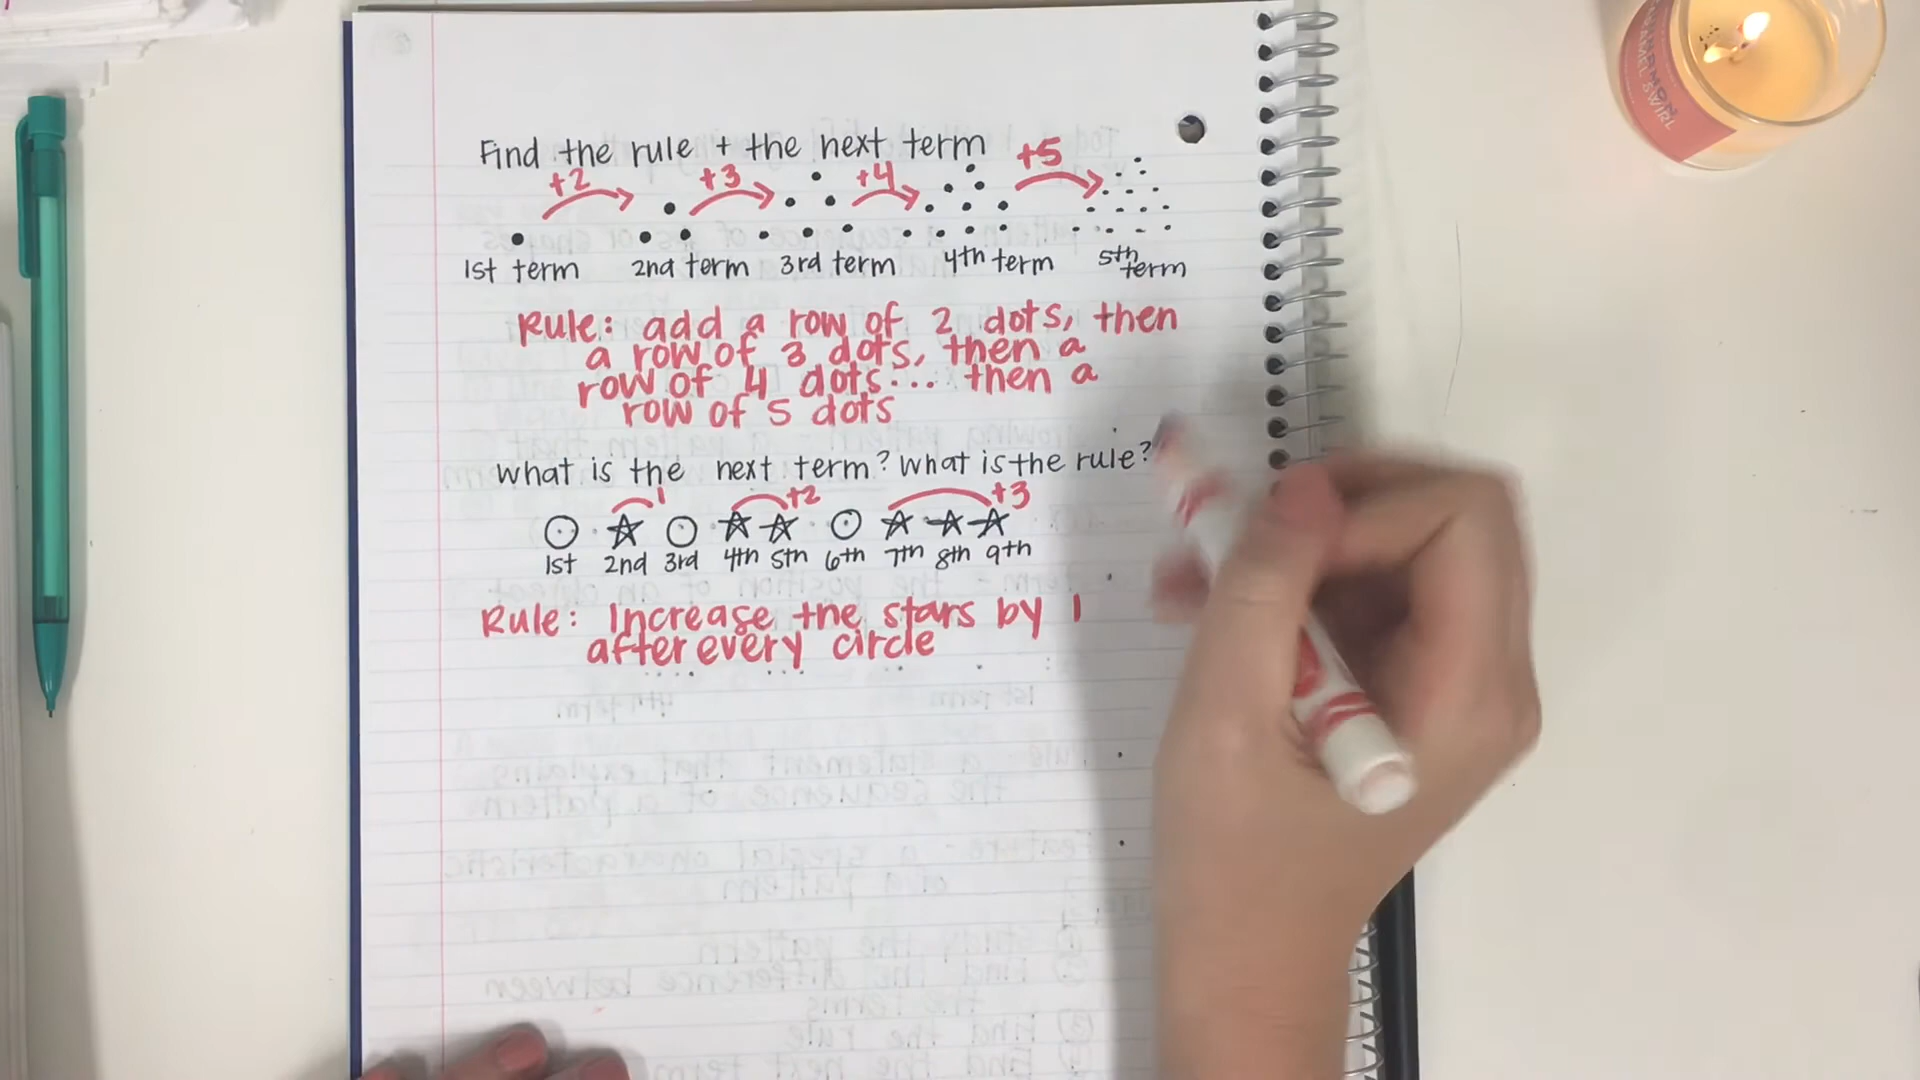 Find the rule + the next term
+2 +3 +4 +5
1st term 2nd term 3rd term 4th term 5th term
Rule: add a row of 2 dots, then
a row of 3 dots, then a
row of 4 dots... then a
row of 5 dots
What is the next term? What is the rule?
1 +2 +3
1st 2nd 3rd 4th 5th 6th 7th 8th 9th
Rule: Increase the stars by 1
after every circle
SWIRL